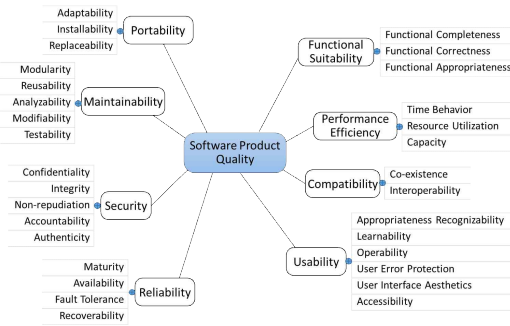 Adaptability
Installability
Replaceability
Portability
Modularity
Reusability
Analyzability
Modifiability
Testability
Maintainability
Confidentiality
Integrity
Non-repudiation
Accountability
Authenticity
Security
Maturity
Availability
Fault Tolerance
Recoverability
Reliability
Software Product
Quality
Functional
Suitability
Functional Completeness
Functional Correctness
Functional Appropriateness
Performance
Efficiency
Time Behavior
Resource Utilization
Capacity
Compatibility
Co-existence
Interoperability
Usability
Appropriateness Recognizability
Learnability
Operability
User Error Protection
User Interface Aesthetics
Accessibility